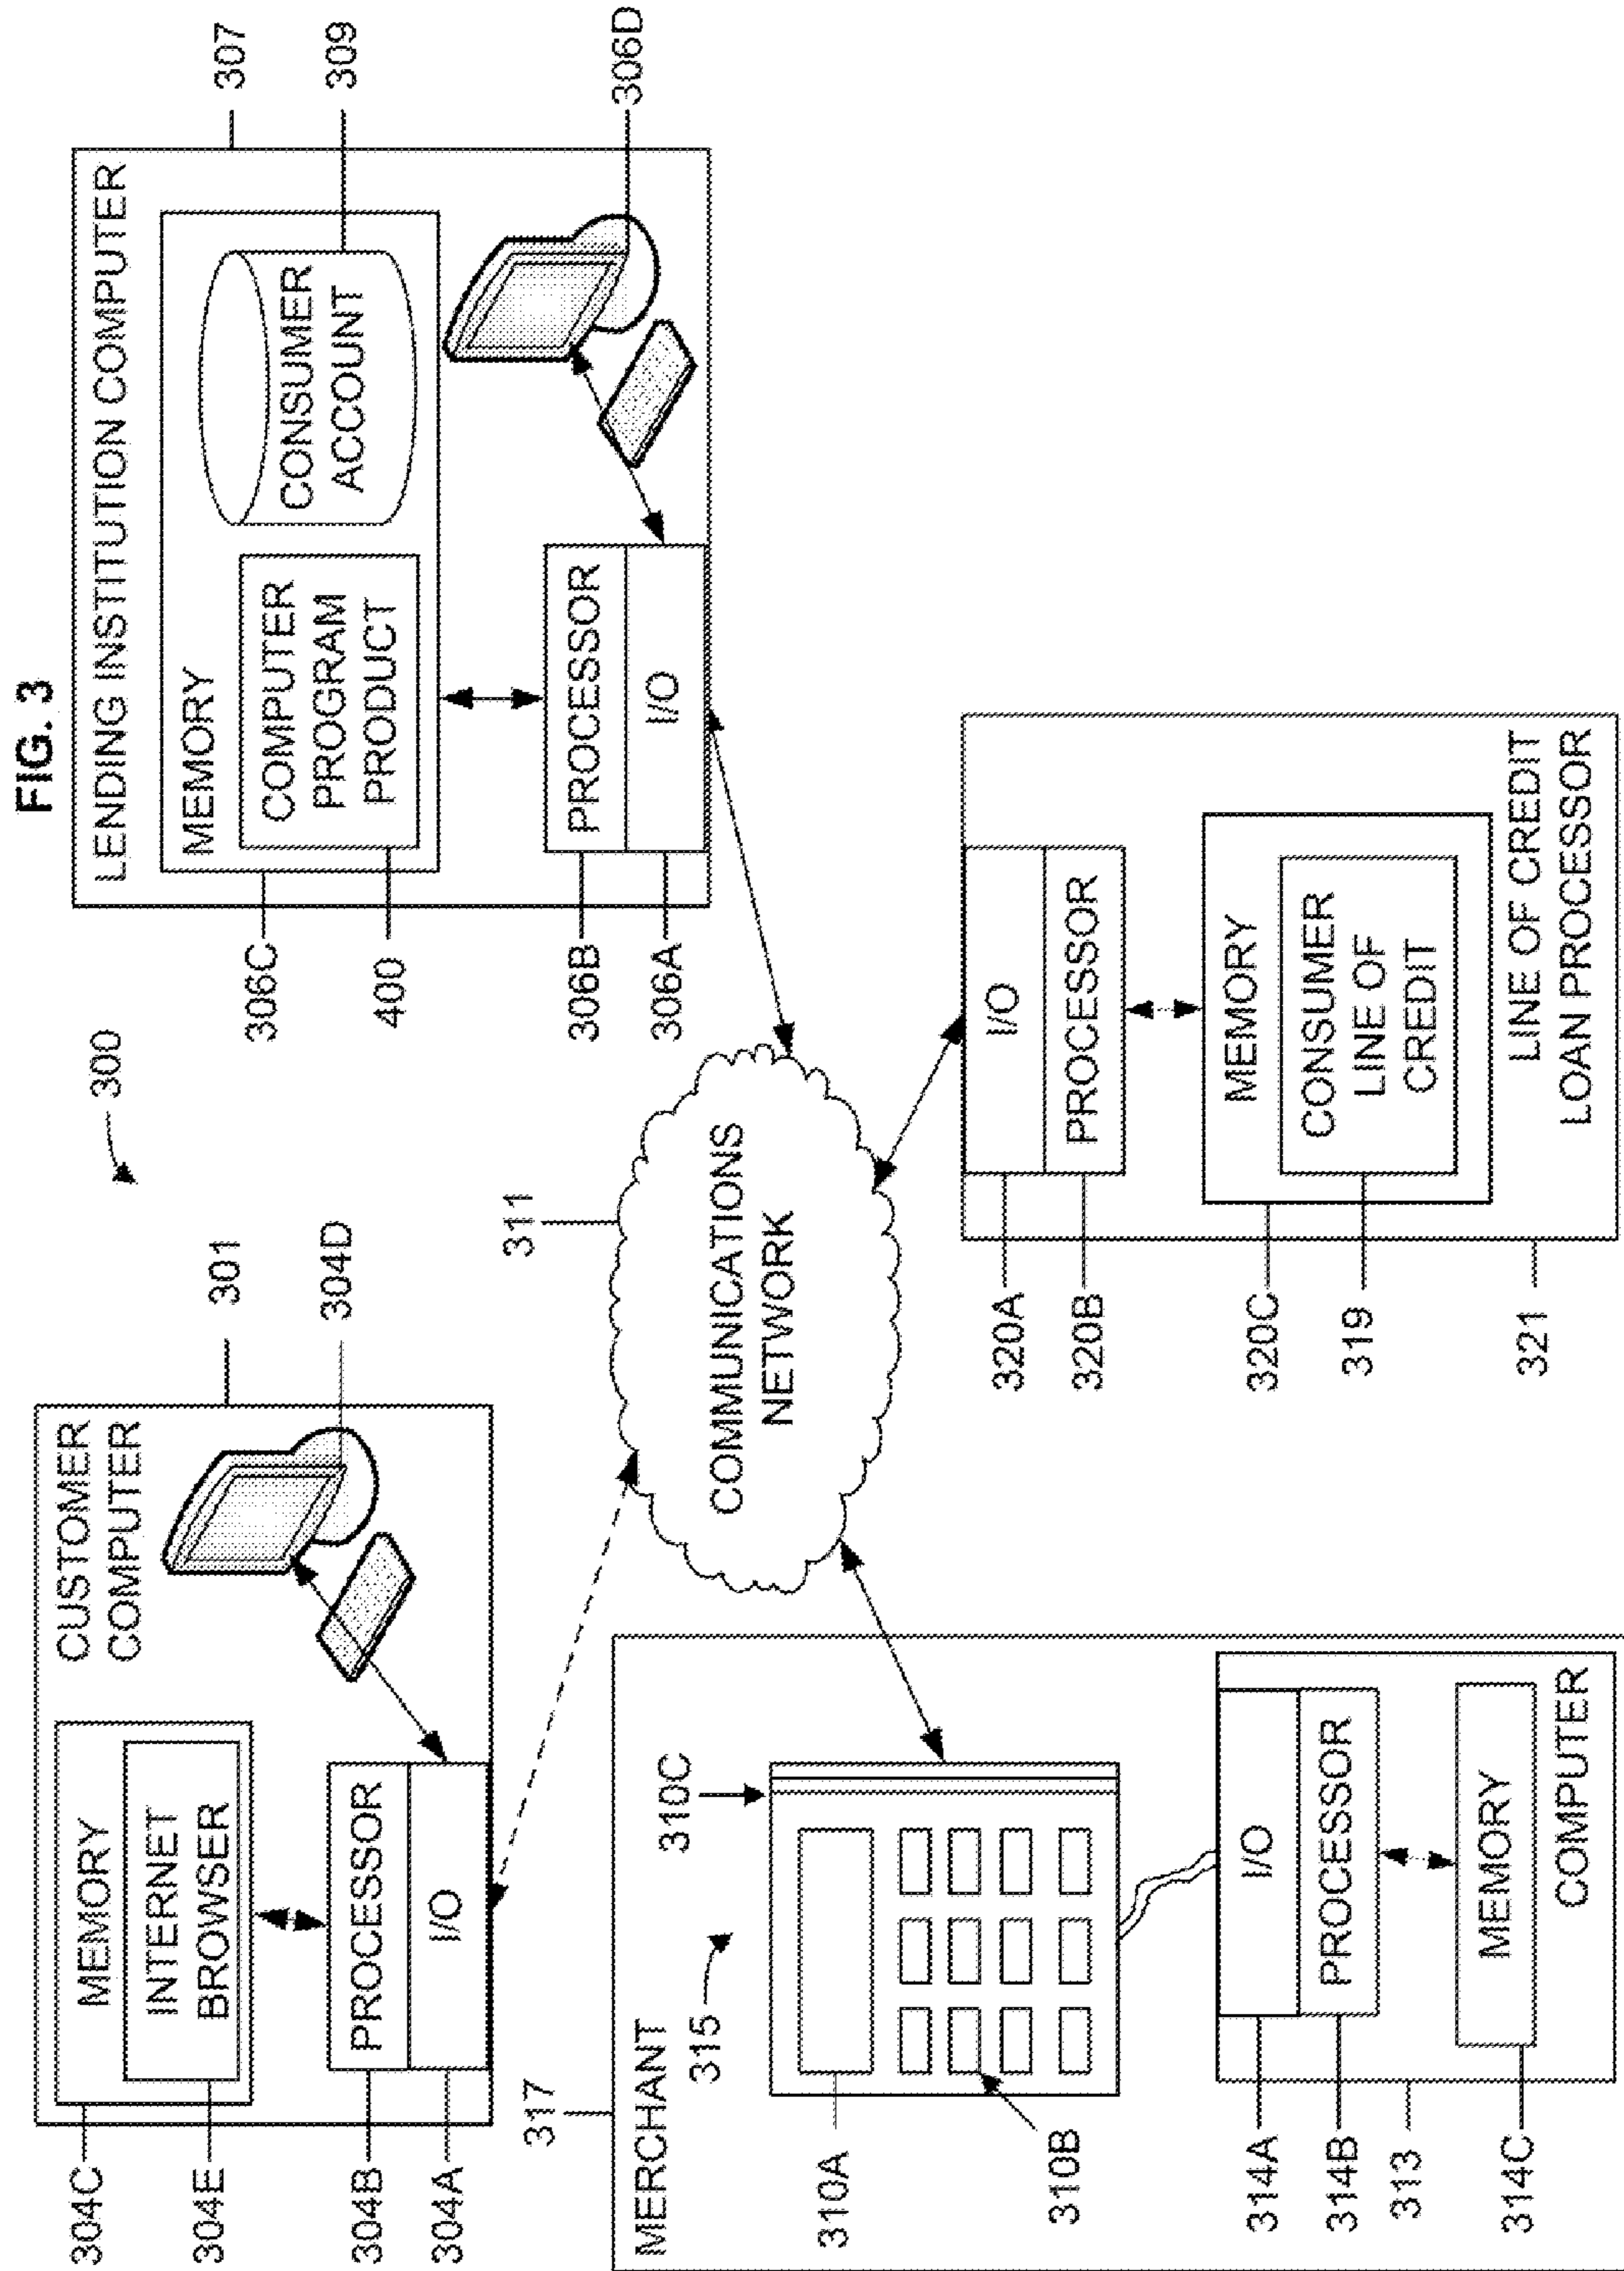 FIG. 3
300
CUSTOMER
COMPUTER
301
304D
MEMORY
INTERNET
BROWSER
PROCESSOR
I/O
304C
304E
304B
304A
LENDING INSTITUTION COMPUTER
307
309
306D
MEMORY
COMPUTER
PROGRAM
PRODUCT
CONSUMER
ACCOUNT
PROCESSOR
I/O
306C
400
306B
306A
311
COMMUNICATIONS
NETWORK
317
MERCHANT
315
310C
310A
310B
I/O
PROCESSOR
MEMORY
COMPUTER
314A
314B
313
314C
I/O
PROCESSOR
MEMORY
CONSUMER
LINE OF
CREDIT
LINE OF CREDIT
LOAN PROCESSOR
320A
320B
320C
319
321